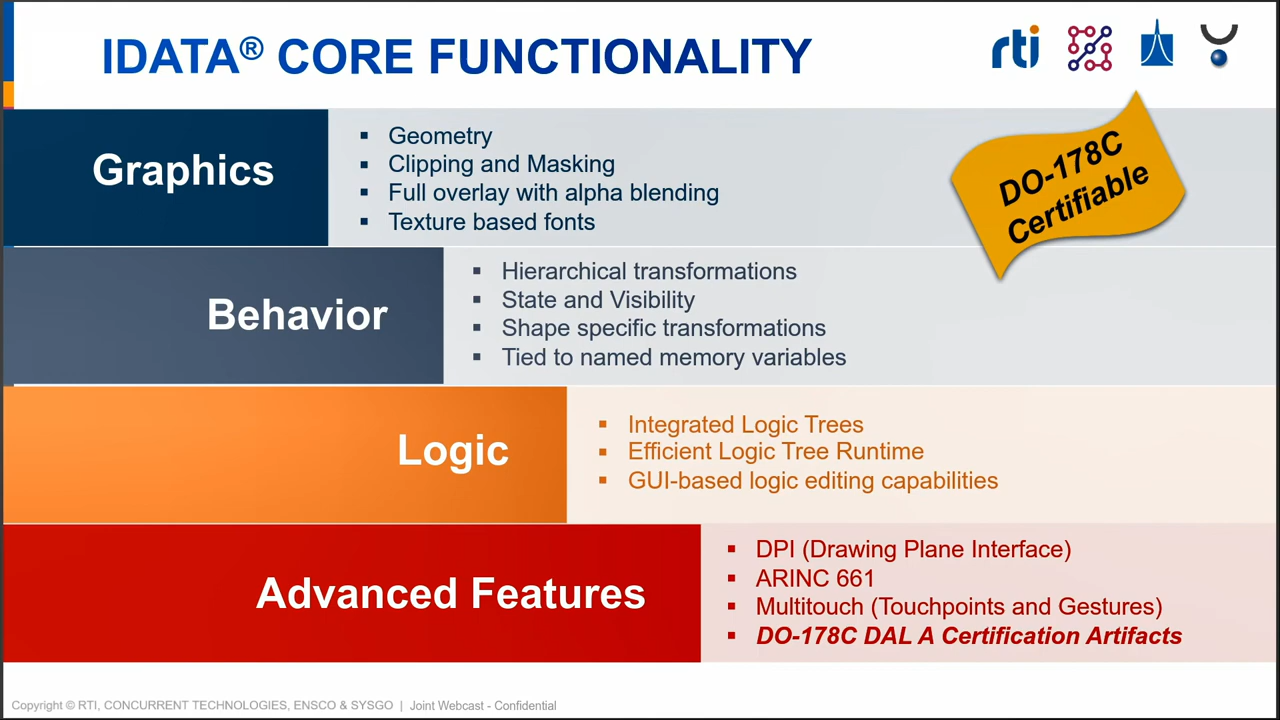 IDATA® CORE FUNCTIONALITY
rti
DO-178C
Certifiable
Graphics
▪ Geometry
▪ Clipping and Masking
▪ Full overlay with alpha blending
▪ Texture based fonts
Behavior
▪ Hierarchical transformations
▪ State and Visibility
▪ Shape specific transformations
▪ Tied to named memory variables
Logic
▪ Integrated Logic Trees
▪ Efficient Logic Tree Runtime
▪ GUI-based logic editing capabilities
Advanced Features
▪ DPI (Drawing Plane Interface)
▪ ARINC 661
▪ Multitouch (Touchpoints and Gestures)
▪ DO-178C DAL A Certification Artifacts
Copyright © RTI, CONCURRENT TECHNOLOGIES, ENSCO & SYSGO | Joint Webcast - Confidential